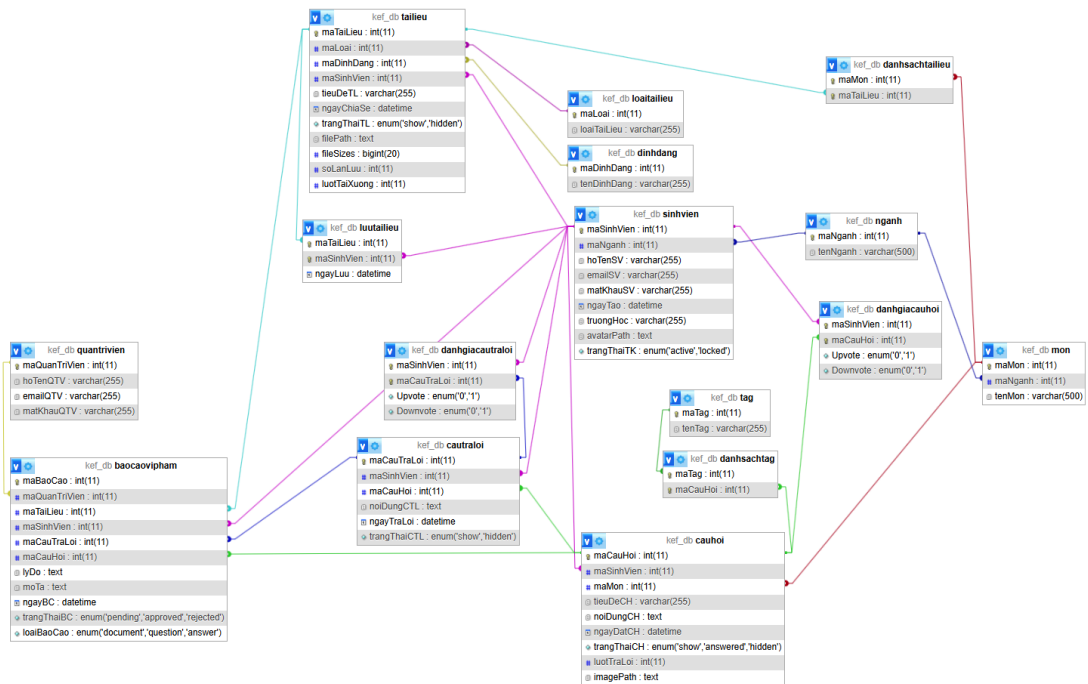 kef_db tailieu
maTaiLieu : int(11)
maLoai : int(11)
maDinhDang : int(11)
maSinhVien : int(11)
tieuDeTL : varchar(255)
ngayChiaSe : datetime
trangThaiTL : enum('show','hidden')
filePath : text
fileSizes : bigint(20)
soLanLuu : int(11)
luotTaiXuong : int(11)
kef_db danhsachtailieu
maMon : int(11)
maTaiLieu : int(11)
kef_db loaitailieu
maLoai : int(11)
loaiTaiLieu : varchar(255)
kef_db dinhdang
maDinhDang : int(11)
tenDinhDang : varchar(255)
kef_db luutailieu
maTaiLieu : int(11)
maSinhVien : int(11)
ngayLuu : datetime
kef_db sinhvien
maSinhVien : int(11)
maNganh : int(11)
hoTenSV : varchar(255)
emailSV : varchar(255)
matKhauSV : varchar(255)
ngayTao : datetime
truongHoc : varchar(255)
avatarPath : text
trangThaiTK : enum('active','locked')
kef_db nganh
maNganh : int(11)
tenNganh : varchar(500)
kef_db danhgiacauhoi
maSinhVien : int(11)
maCauHoi : int(11)
Upvote : enum('0','1')
Downvote : enum('0','1')
kef_db mon
maMon : int(11)
maNganh : int(11)
tenMon : varchar(500)
kef_db quantrivien
maQuanTriVien : int(11)
hoTenQTV : varchar(255)
emailQTV : varchar(255)
matKhauQTV : varchar(255)
kef_db danhgiacautraloi
maSinhVien : int(11)
maCauTraLoi : int(11)
Upvote : enum('0','1')
Downvote : enum('0','1')
kef_db tag
maTag : int(11)
tenTag : varchar(255)
kef_db cautraloi
maCauTraLoi : int(11)
maSinhVien : int(11)
maCauHoi : int(11)
noiDungCTL : text
ngayTraLoi : datetime
trangThaiCTL : enum('show','hidden')
kef_db danhsachtag
maTag : int(11)
maCauHoi : int(11)
kef_db baocaovipham
maBaoCao : int(11)
maQuanTriVien : int(11)
maTaiLieu : int(11)
maSinhVien : int(11)
maCauTraLoi : int(11)
maCauHoi : int(11)
lyDo : text
moTa : text
ngayBC : datetime
trangThaiBC : enum('pending','approved','rejected')
loaiBaoCao : enum('document','question','answer')
kef_db cauhoi
maCauHoi : int(11)
maSinhVien : int(11)
maMon : int(11)
tieuDeCH : varchar(255)
noiDungCH : text
ngayDatCH : datetime
trangThaiCH : enum('show','answered','hidden')
luotTraLoi : int(11)
imagePath : text